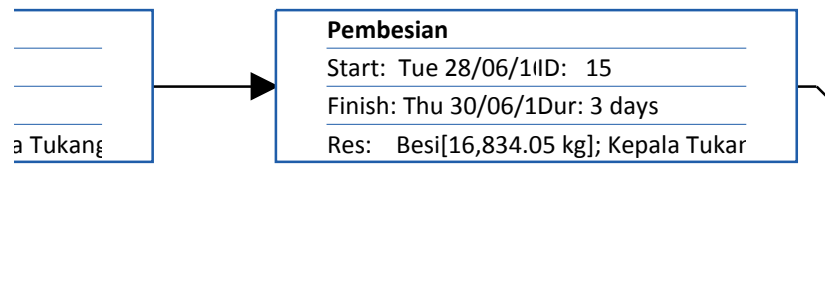 Pembesian
Start: Tue 28/06/1 ID: 15
Finish: Thu 30/06/1 Dur: 3 days
a Tukang
Res: Besi[16,834.05 kg]; Kepala Tukar